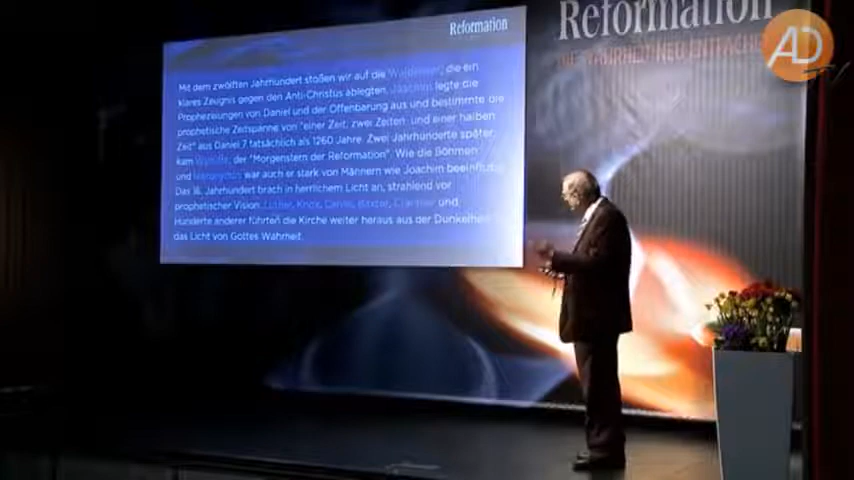 Reformation
DIE WAHRHEIT NEU ENTFACHT
AD
TV
Reformation
Mit dem zwölften Jahrhundert stoßen wir auf die Waldenser, die ein
klares Zeugnis gegen den Anti-Christus ablegten. Joachim legte die
Prophezeiungen von Daniel und der Offenbarung aus und bestimmte die
prophetische Zeitspanne von "einer Zeit, zwei Zeiten und einer halben
Zeit" aus Daniel 7 tatsächlich als 1260 Jahre. Zwei Jahrhunderte später
kam Wycliffe, der "Morgenstern der Reformation". Wie die Böhmen
und war auch er stark von Männern wie Joachim beeinflusst.
Das 16. Jahrhundert brach in herrlichem Licht an, strahlend vor
prophetischer Vision. Luther, Knox, Calvin, Baxter, Cranmer und
Hunderte anderer führten die Kirche weiter heraus aus der Dunkelheit
das Licht von Gottes Wahrheit.